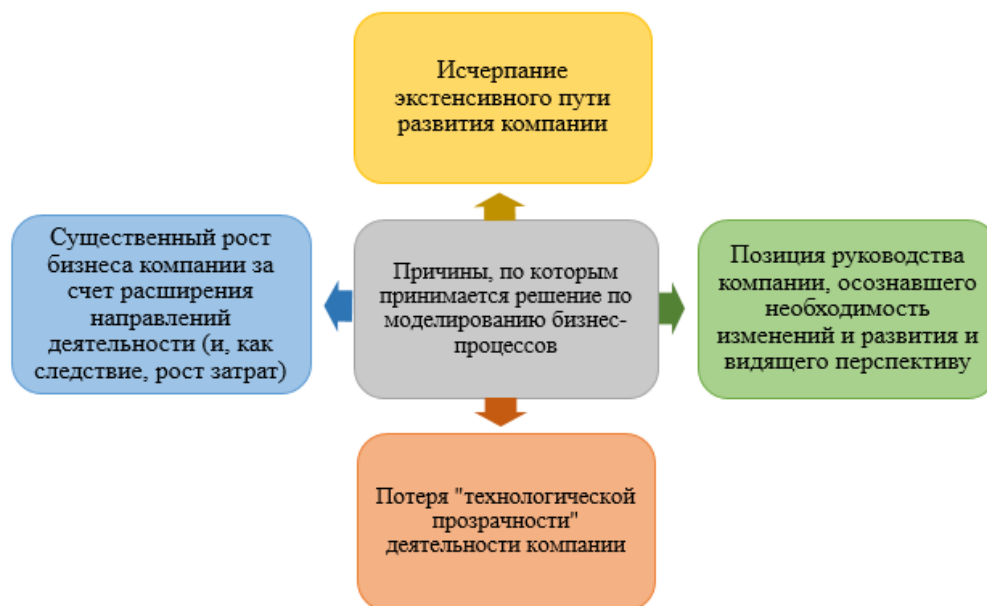 Исчерпание
экстенсивного пути
развития компании
Существенный рост
бизнеса компании за
счет расширения
направлений
деятельности (и, как
следствие, рост затрат)
Причины, по которым
принимается решение по
моделированию бизнес-
процессов
Позиция руководства
компании, осознавшего
необходимость
изменений и развития и
видящего перспективу
Потеря "технологической
прозрачности"
деятельности компании